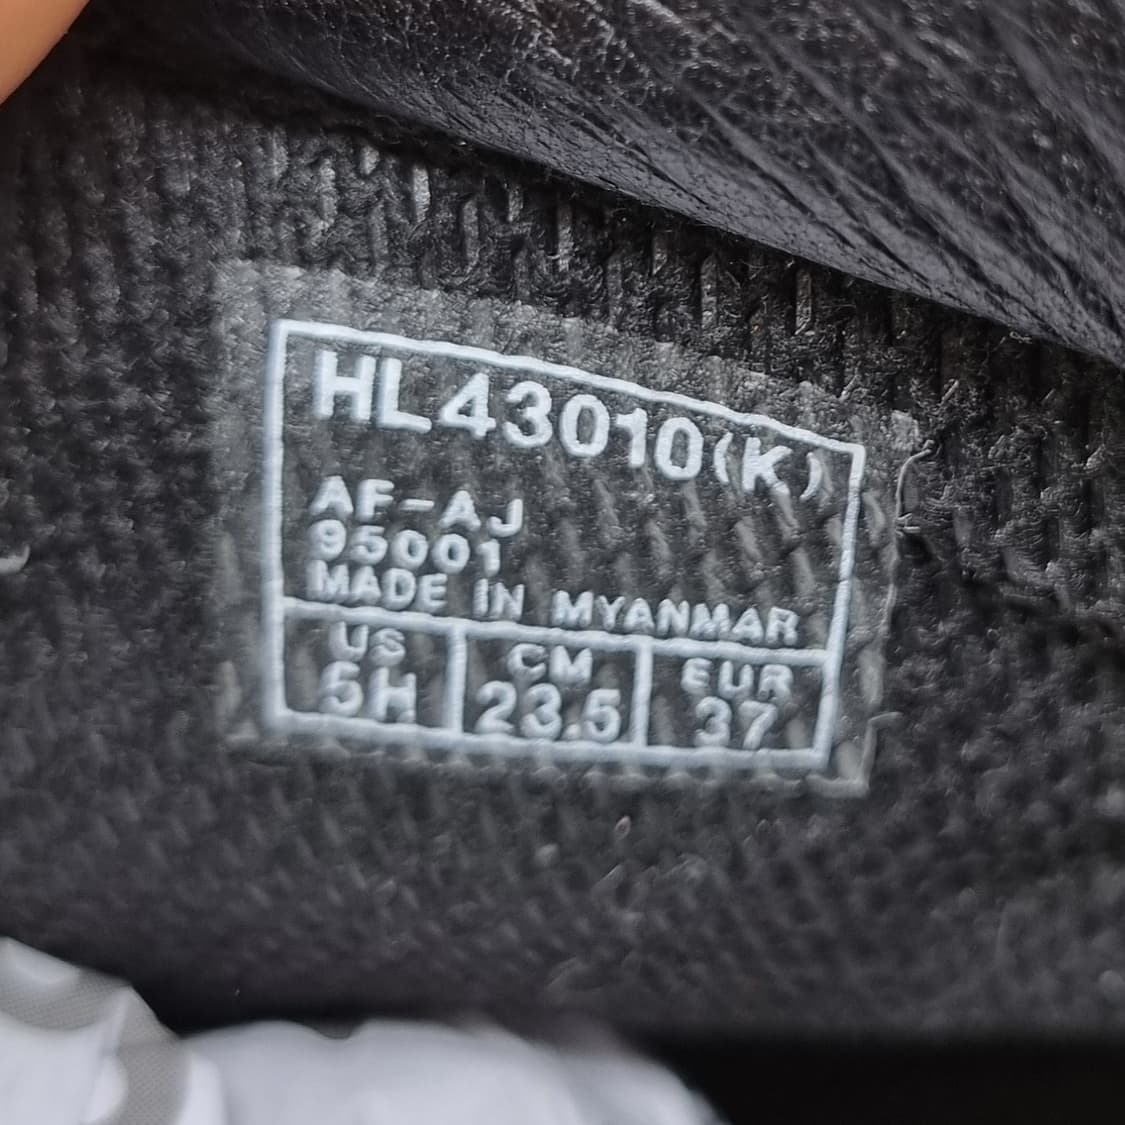 HL43010(K)
AF-AJ
95001
MADE IN MYANMAR
US CM EUR
5H 23.5 37